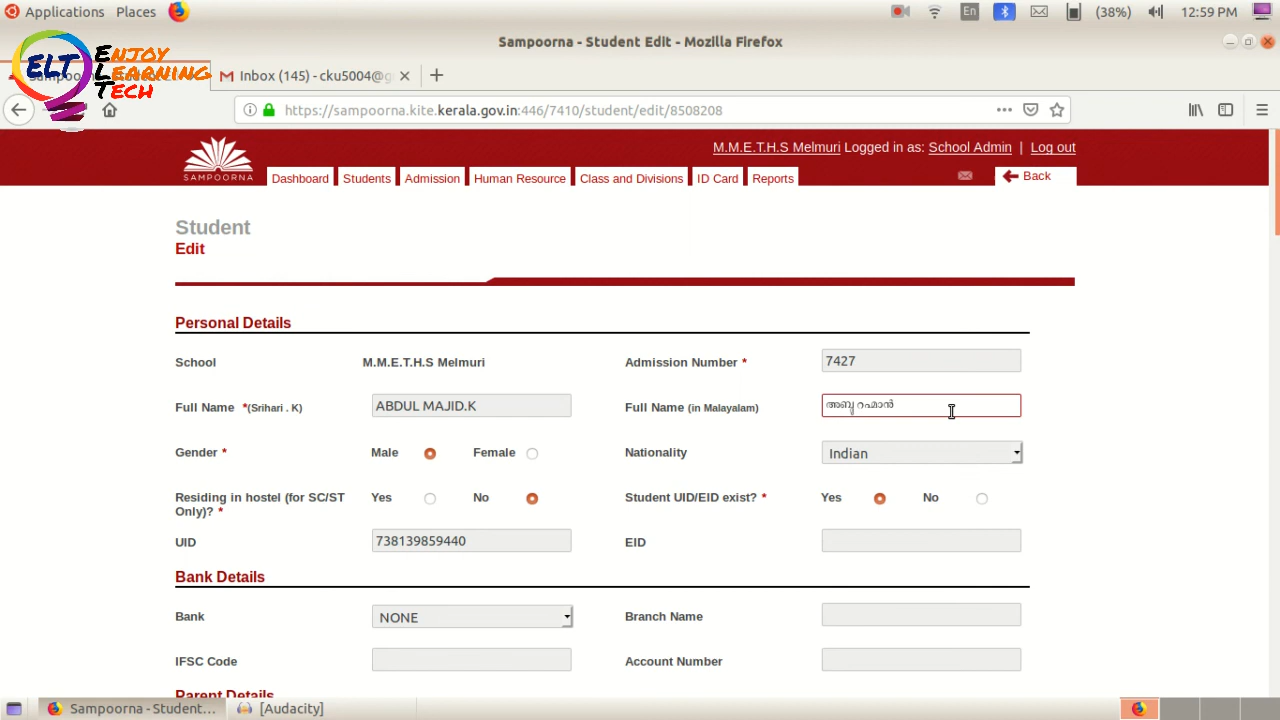 Applications Places En (38%) 12:59 PM
Sampoorna - Student Edit - Mozilla Firefox
ELT ENJOY LEARNING TECH
Inbox (145) - cku5004@g
https://sampoorna.kite.kerala.gov.in:446/7410/student/edit/8508208
M.M.E.T.H.S Melmuri Logged in as: School Admin | Log out
SAMPOORNA Dashboard Students Admission Human Resource Class and Divisions ID Card Reports Back
Student
Edit
Personal Details
School M.M.E.T.H.S Melmuri Admission Number * 7427
Full Name *(Srihari . K) ABDUL MAJID.K Full Name (in Malayalam) അബ്ദു റഹ്മാൻ
Gender * Male Female Nationality Indian
Residing in hostel (for SC/ST Only)? * Yes No Student UID/EID exist? * Yes No
UID 738139859440 EID
Bank Details
Bank NONE Branch Name
IFSC Code Account Number
Parent Details
Sampoorna - Student... [Audacity]